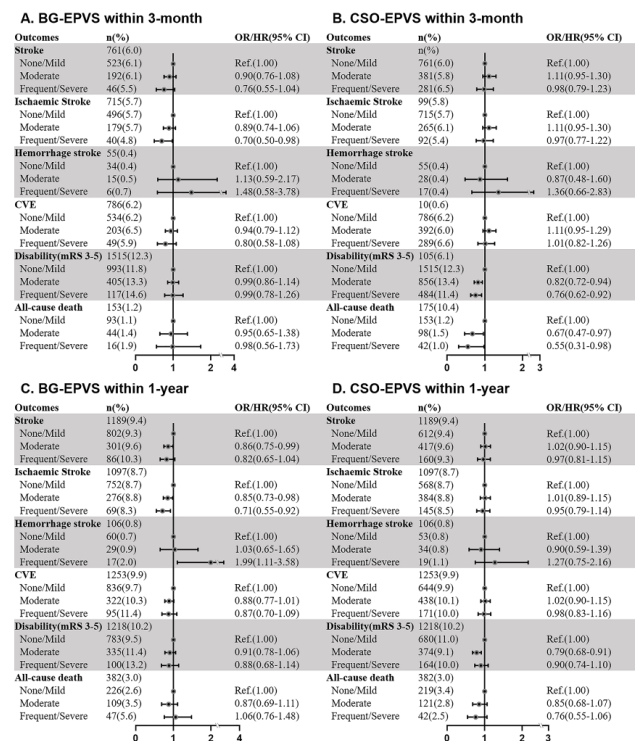 A. BG-EPVS within 3-month
Outcomes n(%) OR/HR(95% CI)
Stroke 761(6.0)
None/Mild 523(6.1) Ref.(1.00)
Moderate 192(6.1) 0.90(0.76-1.08)
Frequent/Severe 46(5.5) 0.76(0.55-1.04)
Ischaemic Stroke 715(5.7)
None/Mild 496(5.7) Ref.(1.00)
Moderate 179(5.7) 0.89(0.74-1.06)
Frequent/Severe 40(4.8) 0.70(0.50-0.98)
Hemorrhage stroke 55(0.4)
None/Mild 34(0.4) Ref.(1.00)
Moderate 15(0.5) 1.13(0.59-2.17)
Frequent/Severe 6(0.7) 1.48(0.58-3.78)
CVE 786(6.2)
None/Mild 534(6.2) Ref.(1.00)
Moderate 203(6.5) 0.94(0.79-1.12)
Frequent/Severe 49(5.9) 0.80(0.58-1.08)
Disability(mRS 3-5) 1515(12.3)
None/Mild 993(11.8) Ref.(1.00)
Moderate 405(13.3) 0.99(0.86-1.14)
Frequent/Severe 117(14.6) 0.99(0.78-1.26)
All-cause death 153(1.2)
None/Mild 93(1.1) Ref.(1.00)
Moderate 44(1.4) 0.95(0.65-1.38)
Frequent/Severe 16(1.9) 0.98(0.56-1.73)
0 1 2 4
B. CSO-EPVS within 3-month
Outcomes n(%) OR/HR(95% CI)
Stroke n(%)
None/Mild 761(6.0) Ref.(1.00)
Moderate 381(5.8) 1.11(0.95-1.30)
Frequent/Severe 281(6.5) 0.98(0.79-1.23)
Ischaemic Stroke 99(5.8)
None/Mild 715(5.7) Ref.(1.00)
Moderate 265(6.1) 1.11(0.95-1.30)
Frequent/Severe 92(5.4) 0.97(0.77-1.22)
Hemorrhage stroke
None/Mild 55(0.4) Ref.(1.00)
Moderate 28(0.4) 0.87(0.48-1.60)
Frequent/Severe 17(0.4) 1.36(0.66-2.83)
CVE 10(0.6)
None/Mild 786(6.2) Ref.(1.00)
Moderate 392(6.0) 1.11(0.95-1.29)
Frequent/Severe 289(6.6) 1.01(0.82-1.26)
Disability(mRS 3-5) 105(6.1)
None/Mild 1515(12.3) Ref.(1.00)
Moderate 856(13.4) 0.82(0.72-0.94)
Frequent/Severe 484(11.4) 0.76(0.62-0.92)
All-cause death 175(10.4)
None/Mild 153(1.2) Ref.(1.00)
Moderate 98(1.5) 0.67(0.47-0.97)
Frequent/Severe 42(1.0) 0.55(0.31-0.98)
0 1 2 3
C. BG-EPVS within 1-year
Outcomes n(%) OR/HR(95% CI)
Stroke 1189(9.4)
None/Mild 802(9.3) Ref.(1.00)
Moderate 301(9.6) 0.86(0.75-0.99)
Frequent/Severe 86(10.3) 0.82(0.65-1.04)
Ischaemic Stroke 1097(8.7)
None/Mild 752(8.7) Ref.(1.00)
Moderate 276(8.8) 0.85(0.73-0.98)
Frequent/Severe 69(8.3) 0.71(0.55-0.92)
Hemorrhage stroke 106(0.8)
None/Mild 60(0.7) Ref.(1.00)
Moderate 29(0.9) 1.03(0.65-1.65)
Frequent/Severe 17(2.0) 1.99(1.11-3.58)
CVE 1253(9.9)
None/Mild 836(9.7) Ref.(1.00)
Moderate 322(10.3) 0.88(0.77-1.01)
Frequent/Severe 95(11.4) 0.87(0.70-1.09)
Disability(mRS 3-5) 1218(10.2)
None/Mild 783(9.5) Ref.(1.00)
Moderate 335(11.4) 0.91(0.78-1.06)
Frequent/Severe 100(13.2) 0.88(0.68-1.14)
All-cause death 382(3.0)
None/Mild 226(2.6) Ref.(1.00)
Moderate 109(3.5) 0.87(0.69-1.11)
Frequent/Severe 47(5.6) 1.06(0.76-1.48)
0 1 2 4
D. CSO-EPVS within 1-year
Outcomes n(%) OR/HR(95% CI)
Stroke 1189(9.4)
None/Mild 612(9.4) Ref.(1.00)
Moderate 417(9.6) 1.02(0.90-1.15)
Frequent/Severe 160(9.3) 0.97(0.81-1.15)
Ischaemic Stroke 1097(8.7)
None/Mild 568(8.7) Ref.(1.00)
Moderate 384(8.8) 1.01(0.89-1.15)
Frequent/Severe 145(8.5) 0.95(0.79-1.14)
Hemorrhage stroke 106(0.8)
None/Mild 53(0.8) Ref.(1.00)
Moderate 34(0.8) 0.90(0.59-1.39)
Frequent/Severe 19(1.1) 1.27(0.75-2.16)
CVE 1253(9.9)
None/Mild 644(9.9) Ref.(1.00)
Moderate 438(10.1) 1.02(0.90-1.15)
Frequent/Severe 171(10.0) 0.98(0.83-1.16)
Disability(mRS 3-5) 1218(10.2)
None/Mild 680(11.0) Ref.(1.00)
Moderate 374(9.1) 0.79(0.68-0.91)
Frequent/Severe 164(10.0) 0.90(0.74-1.10)
All-cause death 382(3.0)
None/Mild 219(3.4) Ref.(1.00)
Moderate 121(2.8) 0.85(0.68-1.07)
Frequent/Severe 42(2.5) 0.76(0.55-1.06)
0 1 2 3